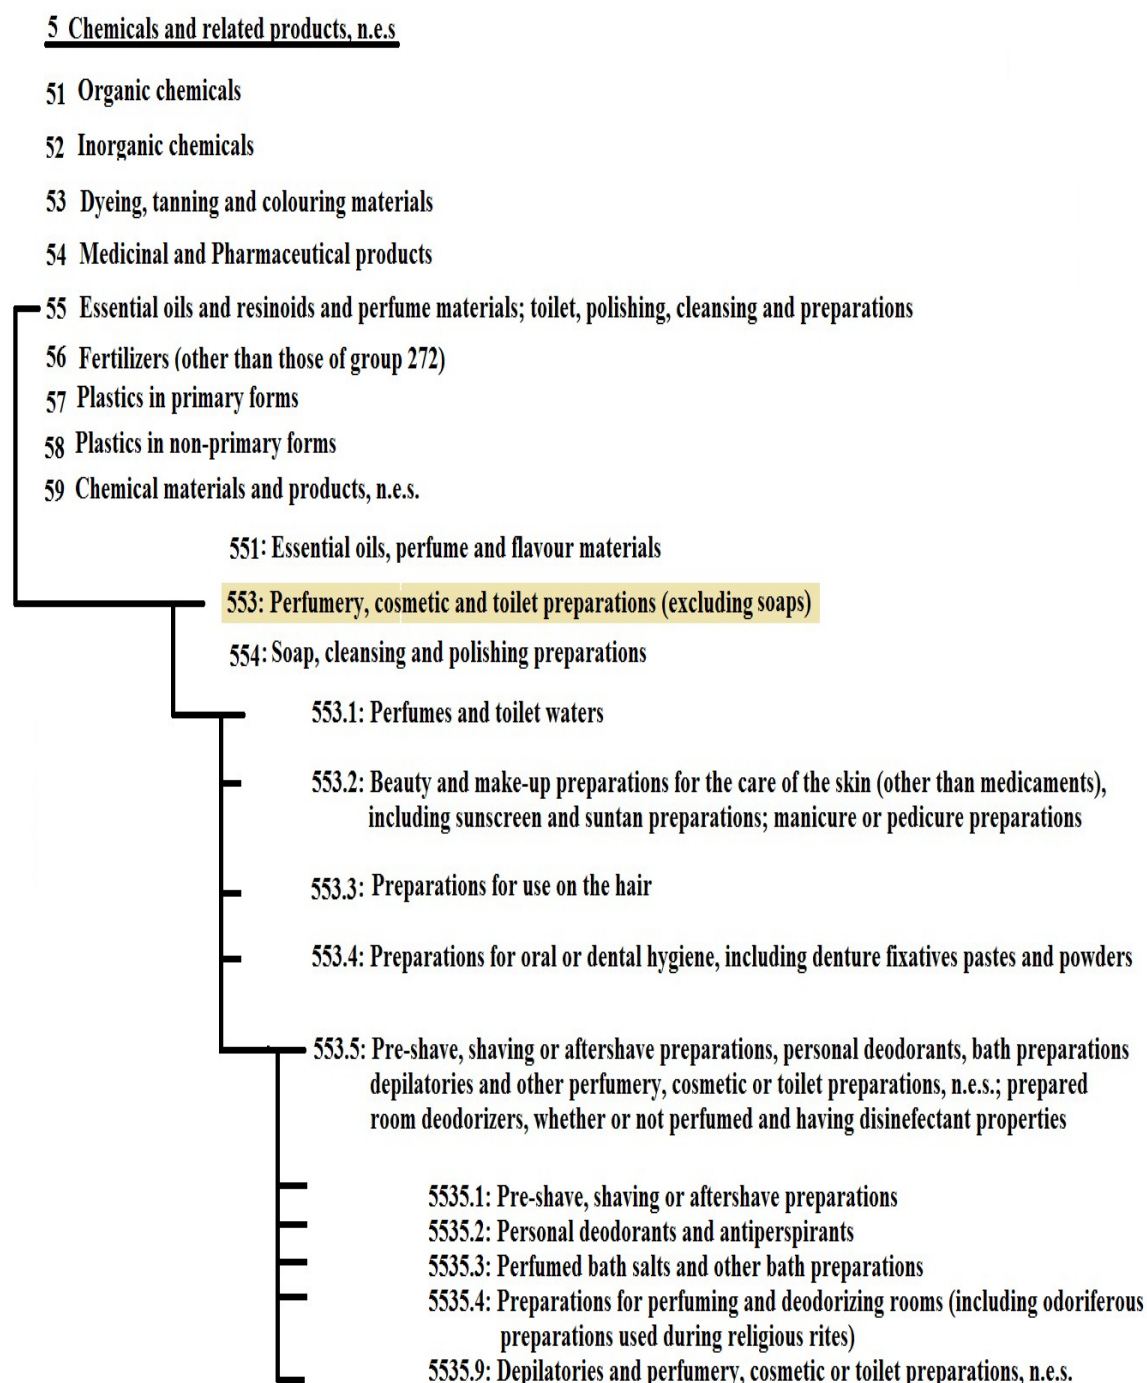 5 Chemicals and related products, n.e.s
51 Organic chemicals
52 Inorganic chemicals
53 Dyeing, tanning and colouring materials
54 Medicinal and Pharmaceutical products
55 Essential oils and resinoids and perfume materials; toilet, polishing, cleansing and preparations
56 Fertilizers (other than those of group 272)
57 Plastics in primary forms
58 Plastics in non-primary forms
59 Chemical materials and products, n.e.s.
551: Essential oils, perfume and flavour materials
553: Perfumery, cosmetic and toilet preparations (excluding soaps)
554: Soap, cleansing and polishing preparations
553.1: Perfumes and toilet waters
553.2: Beauty and make-up preparations for the care of the skin (other than medicaments),
including sunscreen and suntan preparations; manicure or pedicure preparations
553.3: Preparations for use on the hair
553.4: Preparations for oral or dental hygiene, including denture fixatives pastes and powders
553.5: Pre-shave, shaving or aftershave preparations, personal deodorants, bath preparations
depilatories and other perfumery, cosmetic or toilet preparations, n.e.s.; prepared
room deodorizers, whether or not perfumed and having disinefectant properties
5535.1: Pre-shave, shaving or aftershave preparations
5535.2: Personal deodorants and antiperspirants
5535.3: Perfumed bath salts and other bath preparations
5535.4: Preparations for perfuming and deodorizing rooms (including odoriferous
preparations used during religious rites)
5535.9: Depilatories and perfumery, cosmetic or toilet preparations, n.e.s.